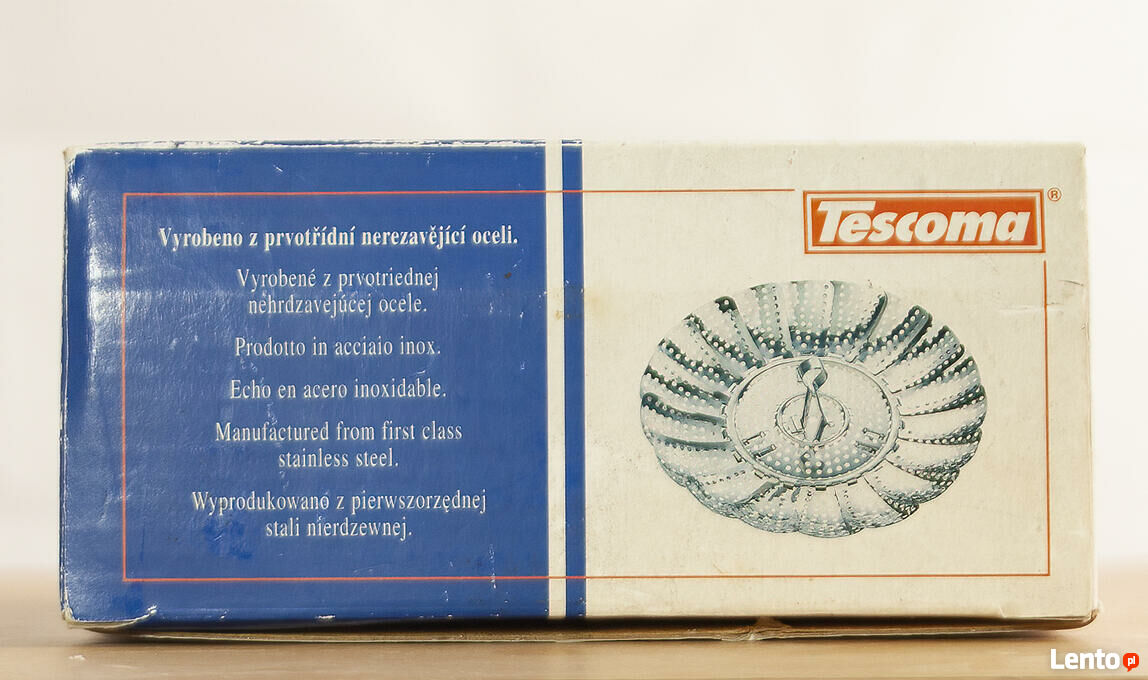 Vyrobeno z prvotřídní nerezavějící oceli.
Vyrobené z prvotriednej
nehrdzavejúcej ocele.
Prodotto in acciaio inox.
Echo en acero inoxidable.
Manufactured from first class
stainless steel.
Wyprodukowano z pierwszorzędnej
stali nierdzewnej.
Tescoma®
Lento pl